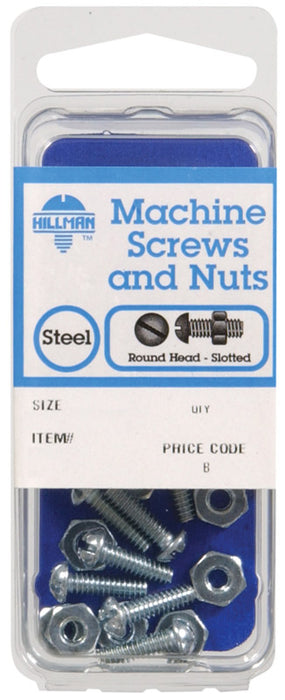 HILLMAN
TM
Machine
Screws
and Nuts
Steel
Round Head - Slotted
SIZE QTY
ITEM#
PRICE CODE
B